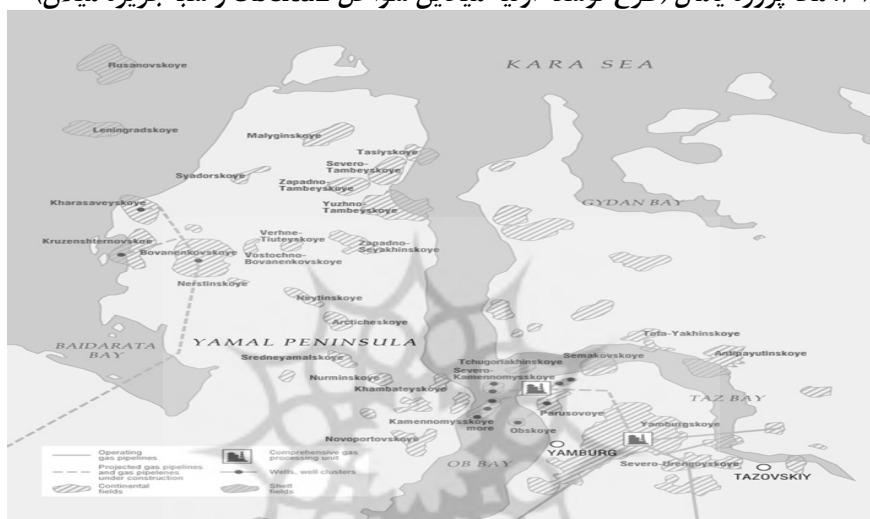 KARA SEA
Rusanovskoye
Leningradskoye
Malyginskoye
Tasiyskoye
Severo-
Tambeyskoye
Syadorskoye
Zapadno-
Tambeyskoye
Kharasaveyskoye
Yuzhno-
Tambeyskoye
GYDAN BAY
Kruzenshternovskoe
Verhne-
Tiuteyskoye
Zapadno-
Seyakhinskoye
Bovanenkovskoye
Vostochno-
Bovanenkovskoye
Nerstinskoye
Neytinskoye
Arcticheskoye
BAIDARATA
BAY
YAMAL PENINSULA
Tota-Yakhinskoye
Sredneyamalskoye
Tchugoriakhinskoye
Semakovskoye
Antipayutinskoye
Severo-
Kamennomysskoye
Nurminskoye
Khambateyskoye
TAZ BAY
Parusovoye
Kamennomysskoye
more
Obskoye
Yamburgskoye
Novoportovskoye
YAMBURG
OB BAY
Severo-Urengoyskoye
TAZOVSKIY
Operating
gas pipelines
Comprehensive gas
processing unit
Projected gas pipelines
and gas pipelenes
under construction
Wells, well clusters
Continental
fields
Shelf
fields